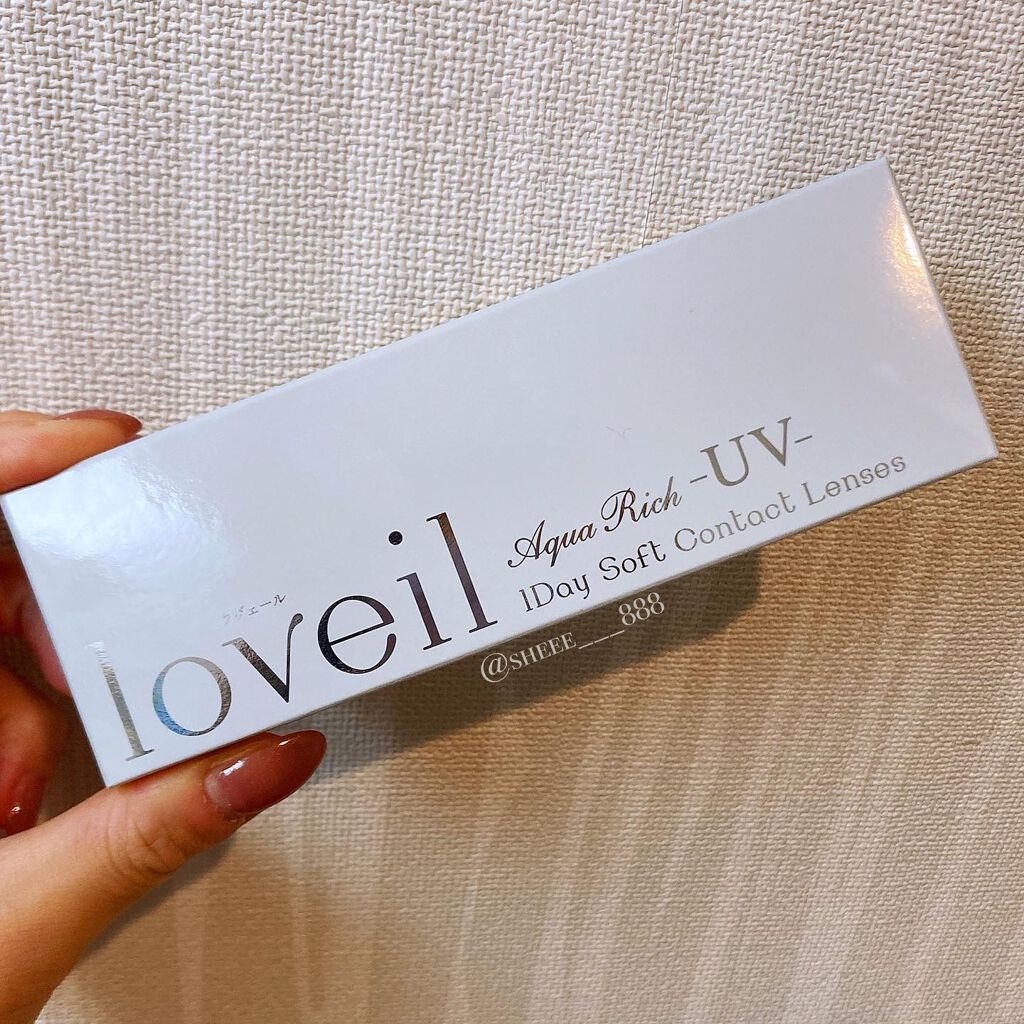 ラヴェール
loveil
Aqua Rich -UV-
1Day Soft Contact Lenses
@SHEEE___888